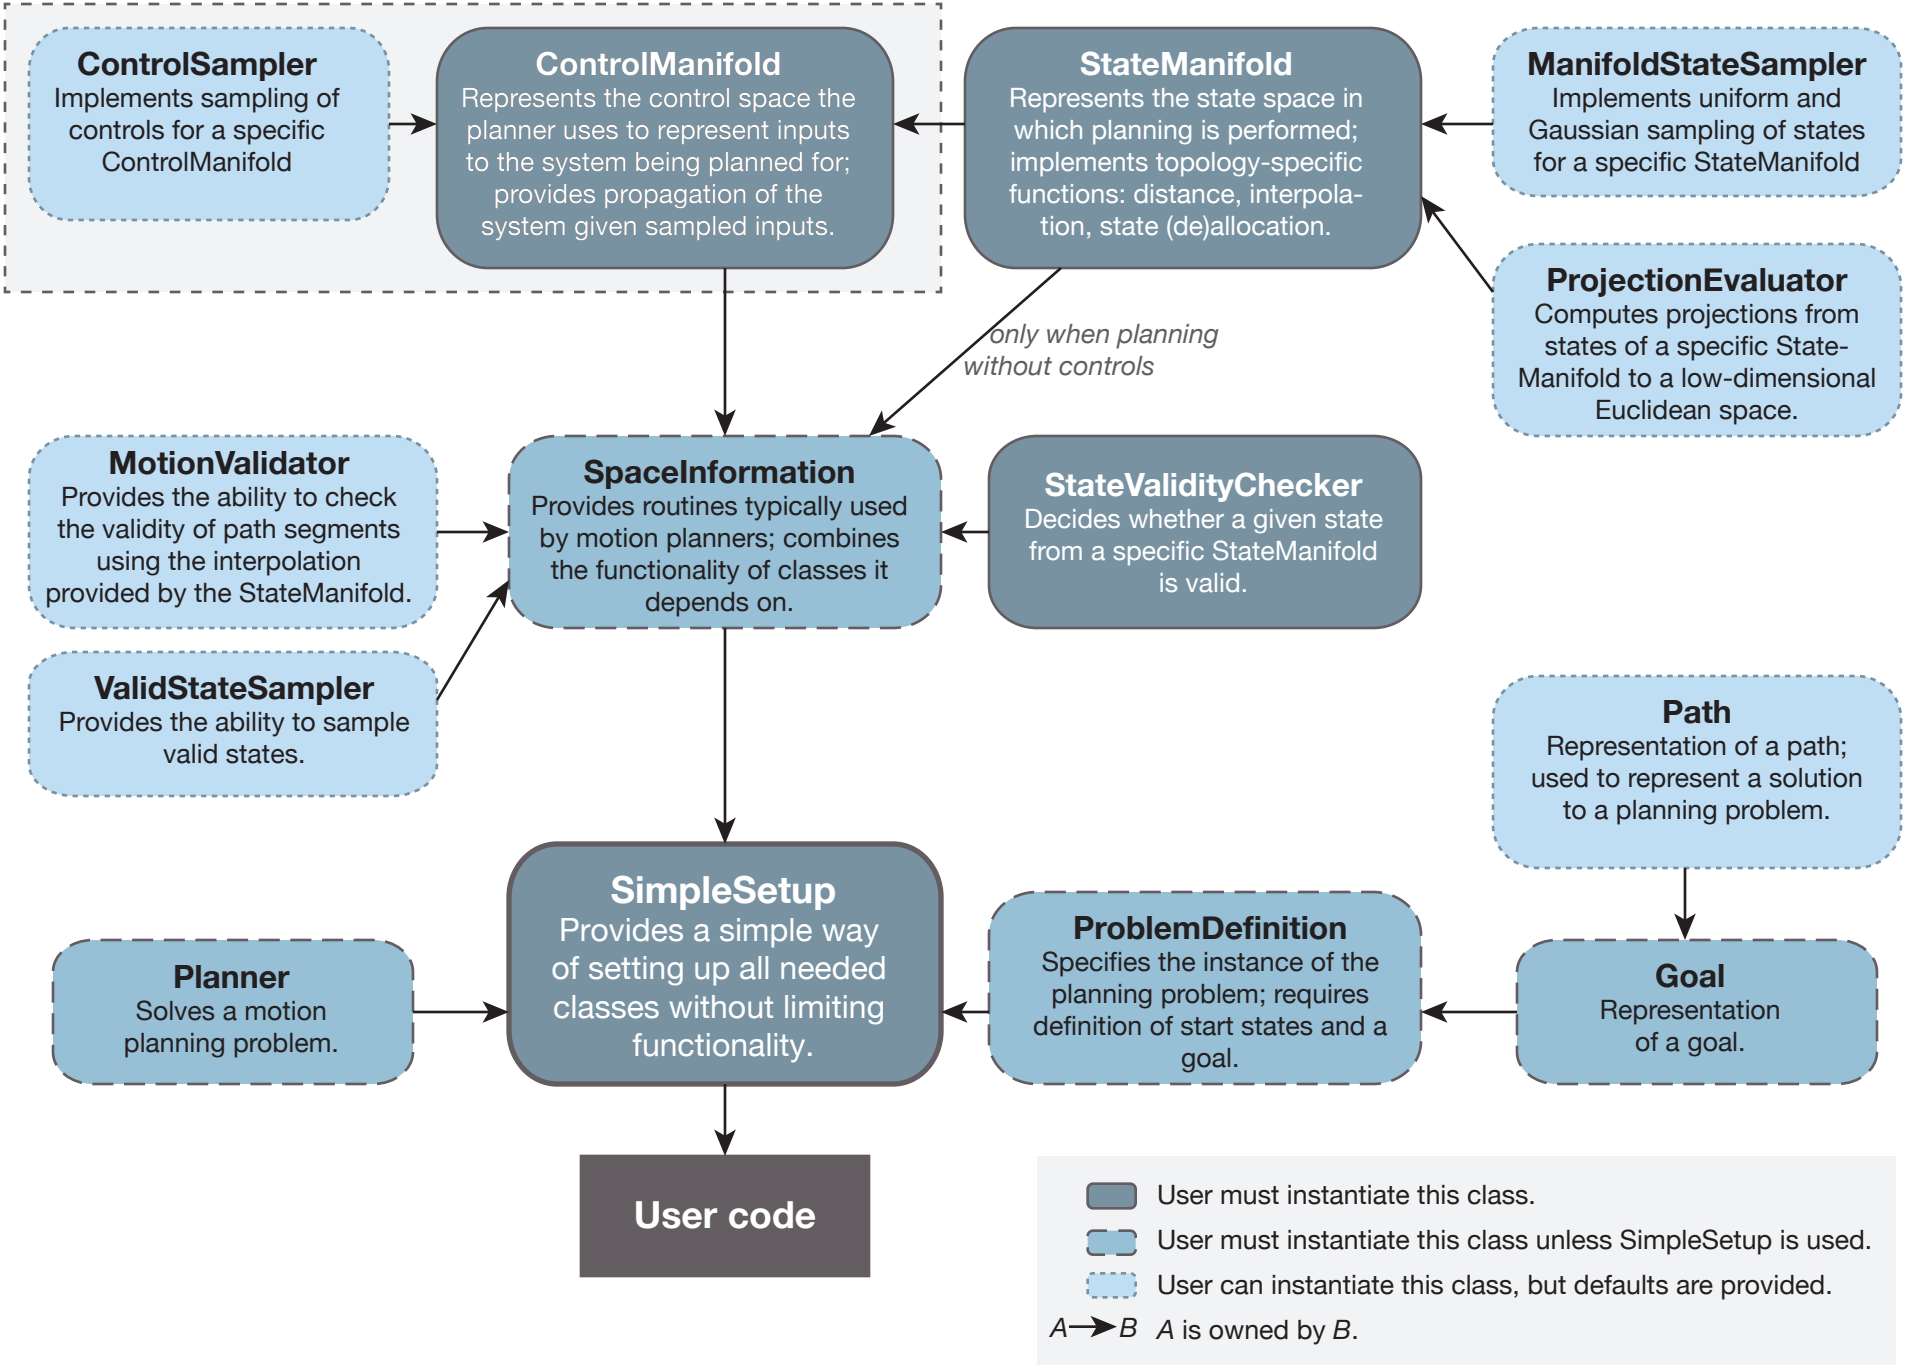 ControlSampler
Implements sampling of
controls for a specific
ControlManifold
ControlManifold
Represents the control space the
planner uses to represent inputs
to the system being planned for;
provides propagation of the
system given sampled inputs.
StateManifold
Represents the state space in
which planning is performed;
implements topology-specific
functions: distance, interpola-
tion, state (de)allocation.
ManifoldStateSampler
Implements uniform and
Gaussian sampling of states
for a specific StateManifold
ProjectionEvaluator
Computes projections from
states of a specific State-
Manifold to a low-dimensional
Euclidean space.
only when planning
without controls
MotionValidator
Provides the ability to check
the validity of path segments
using the interpolation
provided by the StateManifold.
SpaceInformation
Provides routines typically used
by motion planners; combines
the functionality of classes it
depends on.
StateValidityChecker
Decides whether a given state
from a specific StateManifold
is valid.
ValidStateSampler
Provides the ability to sample
valid states.
Path
Representation of a path;
used to represent a solution
to a planning problem.
SimpleSetup
Provides a simple way
of setting up all needed
classes without limiting
functionality.
Planner
Solves a motion
planning problem.
ProblemDefinition
Specifies the instance of the
planning problem; requires
definition of start states and a
goal.
Goal
Representation
of a goal.
User code
User must instantiate this class.
User must instantiate this class unless SimpleSetup is used.
User can instantiate this class, but defaults are provided.
A B A is owned by B.